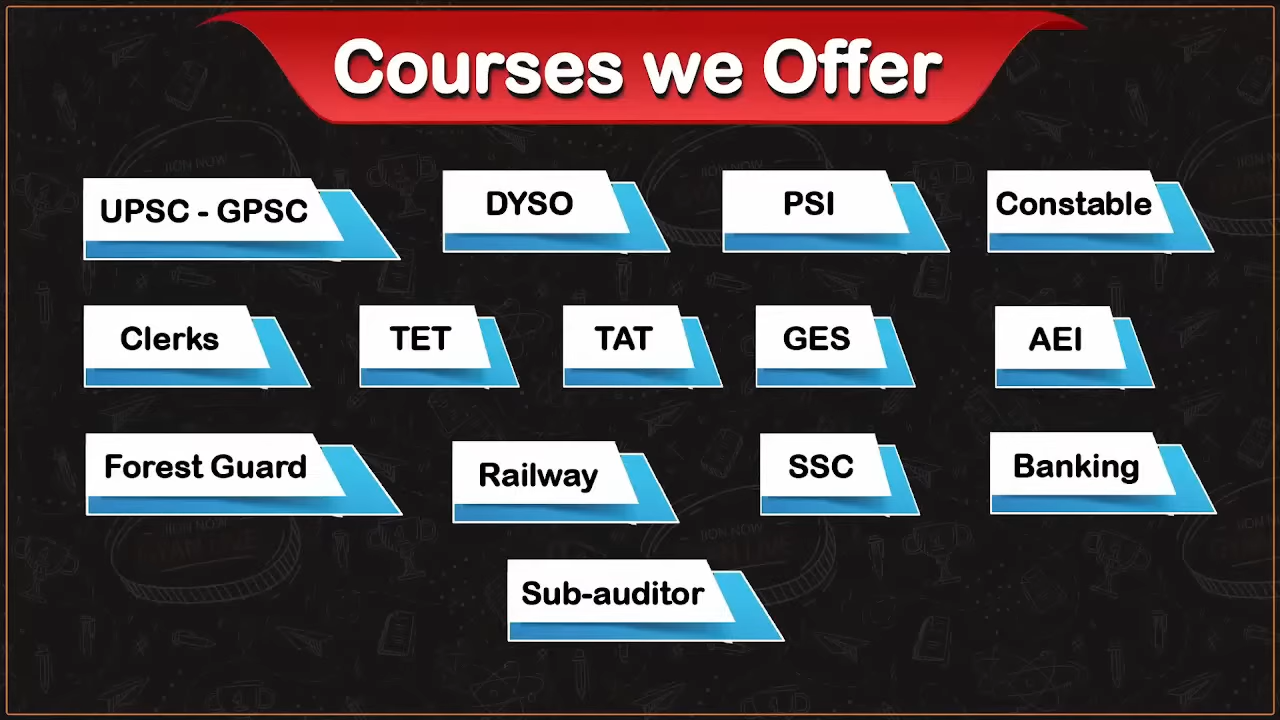 Courses we Offer
UPSC - GPSC
DYSO
PSI
Constable
Clerks
TET
TAT
GES
AEI
Forest Guard
Railway
SSC
Banking
Sub-auditor